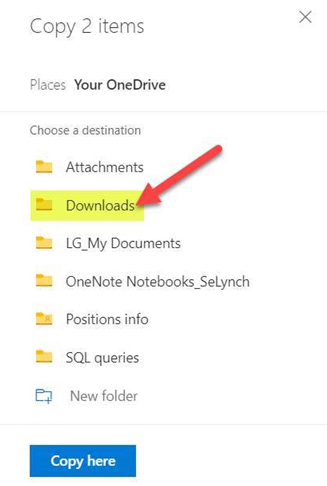 Copy 2 items
Places Your OneDrive
Choose a destination
Attachments
Downloads
LG_My Documents
OneNote Notebooks_SeLynch
Positions info
SQL queries
New folder
Copy here